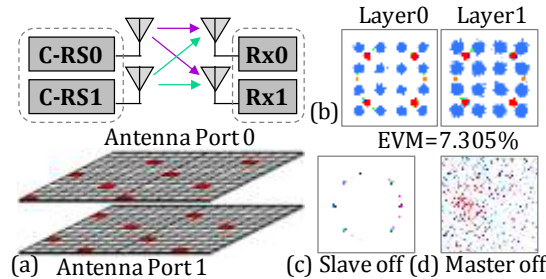 C-RS0
C-RS1
Rx0
Rx1
Antenna Port 0
(a)
Antenna Port 1
Layer0 Layer1
(b)
EVM=7.305%
(c) Slave off
(d) Master off